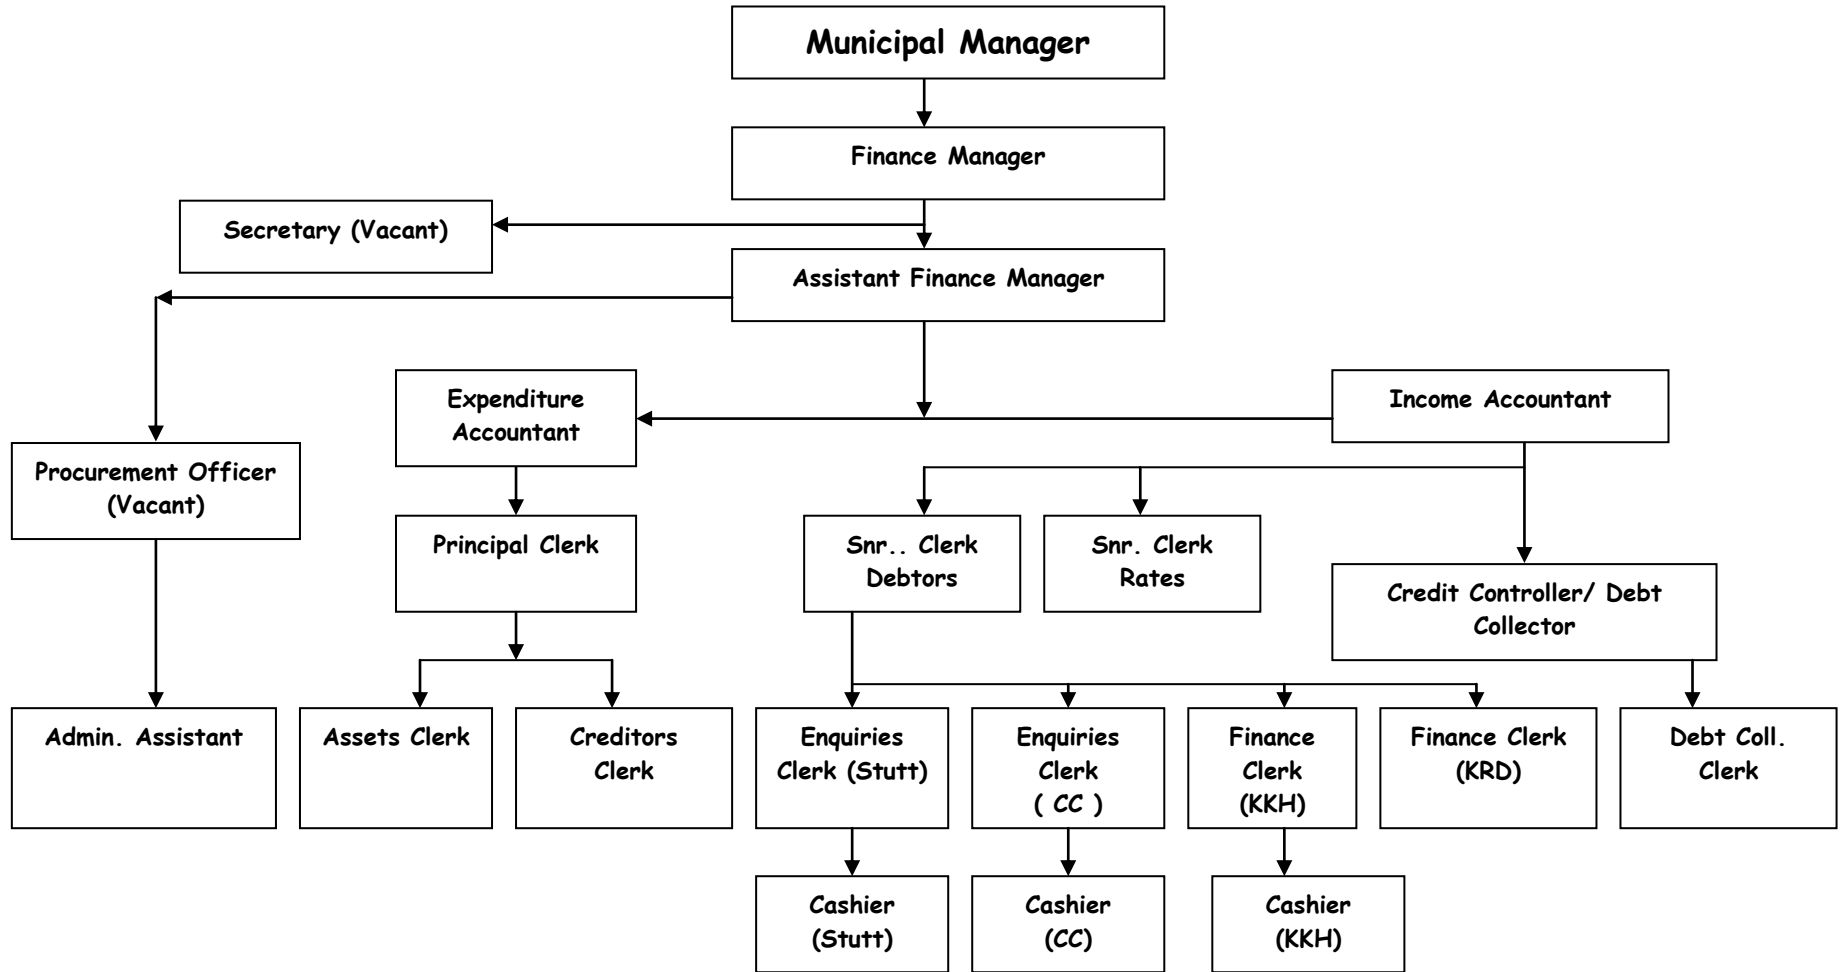 Municipal Manager
Finance Manager
Secretary (Vacant)
Assistant Finance Manager
Expenditure
Accountant
Income Accountant
Procurement Officer
(Vacant)
Principal Clerk
Snr.. Clerk
Debtors
Snr. Clerk
Rates
Credit Controller/ Debt
Collector
Admin. Assistant
Assets Clerk
Creditors
Clerk
Enquiries
Clerk (Stutt)
Enquiries
Clerk
( CC )
Finance
Clerk
(KKH)
Finance Clerk
(KRD)
Debt Coll.
Clerk
Cashier
(Stutt)
Cashier
(CC)
Cashier
(KKH)